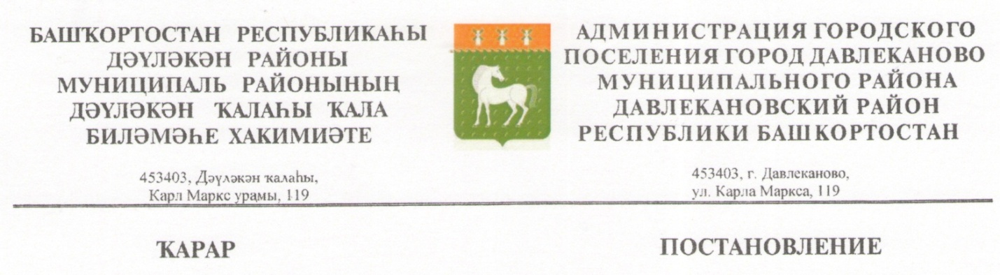 БАШҠОРТОСТАН РЕСПУБЛИКАҺЫ
ДӘҮЛӘКӘН РАЙОНЫ
МУНИЦИПАЛЬ РАЙОНЫНЫҢ
ДӘҮЛӘКӘН ҠАЛАҺЫ ҠАЛА
БИЛӘМӘҺЕ ХАКИМИӘТЕ
453403, Дәүләкән ҡалаһы,
Карл Маркс урамы, 119
АДМИНИСТРАЦИЯ ГОРОДСКОГО
ПОСЕЛЕНИЯ ГОРОД ДАВЛЕКАНОВО
МУНИЦИПАЛЬНОГО РАЙОНА
ДАВЛЕКАНОВСКИЙ РАЙОН
РЕСПУБЛИКИ БАШКОРТОСТАН
453403, г. Давлеканово,
ул. Карла Маркса, 119
ҠАРАР
ПОСТАНОВЛЕНИЕ